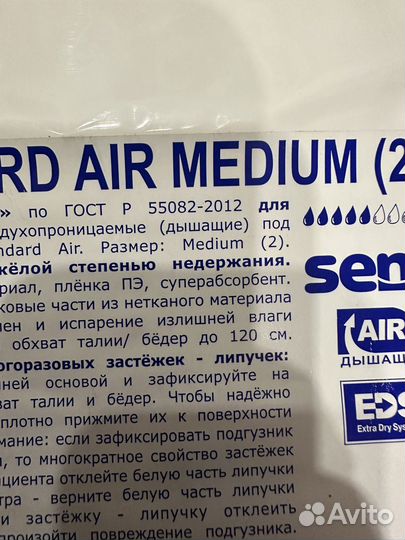 RD AIR MEDIUM (2
» по ГОСТ Р 55082-2012 для
духопроницаемые (дышащие) под
ndard Air. Размер: Medium (2).
жёлой степенью недержания.
ериал, плёнка ПЭ, суперабсорбент.
ковые части из нетканого материала
лен и испарение излишней влаги
обхват талии/ бёдер до 120 см.
огоразовых застёжек - липучек:
ней основой и зафиксируйте на
ват талии и бёдер. Чтобы надёжно
плотно прижмите их к поверхности
мание: если зафиксировать подгузник
я, то многократное свойство застёжек
ациента отклейте белую часть липучки
тра - верните белую часть липучки
и застёжку - липучку отклеить
произойти повреждение подгузника.
sen
AIR
ДЫШАЩ
EDS
Extra Dry Sys
Avito